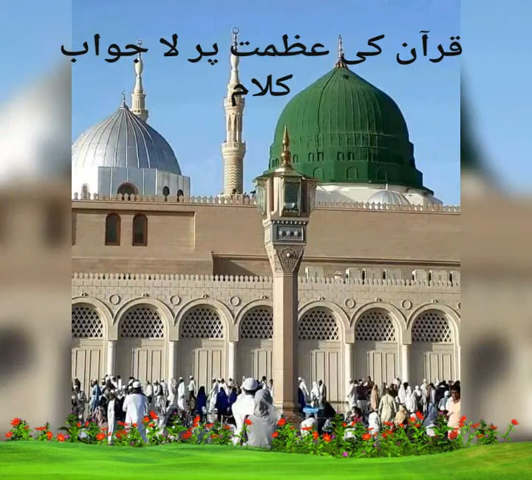 قرآن کی عظمت پر لا جواب
کلام